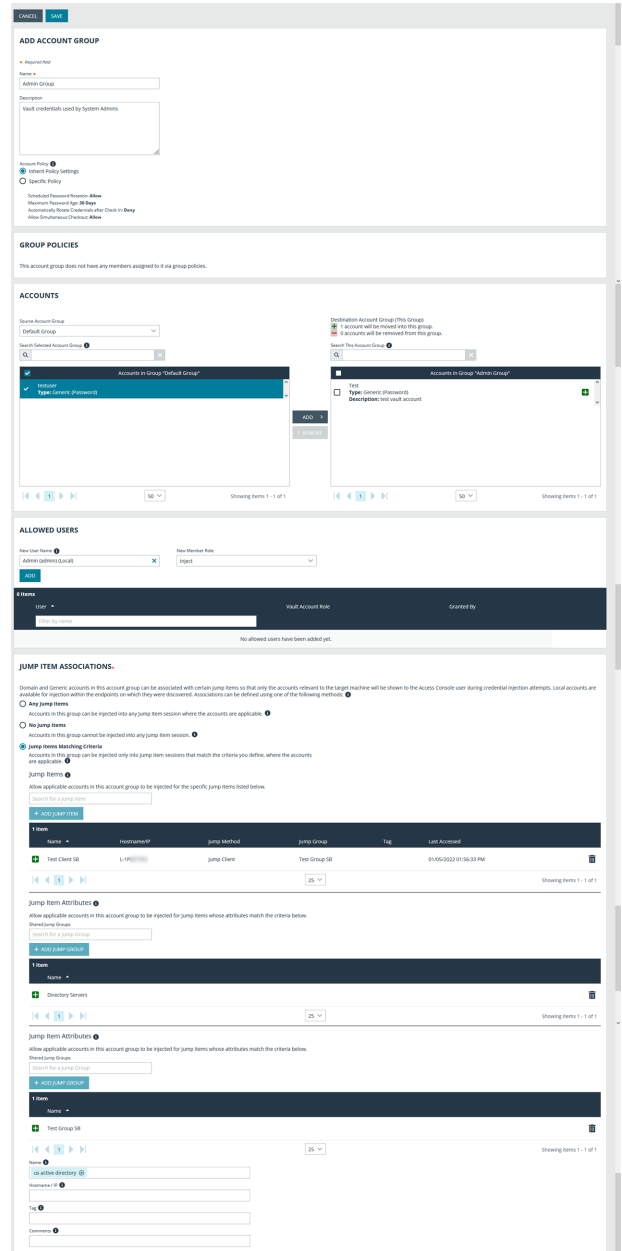 CANCEL
SAVE
ADD ACCOUNT GROUP
Required field
Name
Admin Group
Description
Vault credentials used by System Admins
Account Policy
Inherit Policy Settings
Specific Policy
Scheduled Password Rotation: Allow
Maximum Password Age: 30 Days
Automatically Rotate Credentials after Check In: Deny
Allow Simultaneous Checkout: Allow
GROUP POLICIES
This account group does not have any members assigned to it via group policies.
ACCOUNTS
Source Account Group
Default Group
Search Selected Account Group
Destination Account Group (This Group)
1 account will be moved into this group.
0 accounts will be removed from this group.
Search This Account Group
Accounts in Group "Default Group"
testuser
Type: Generic (Password)
ADD >
< REMOVE
Accounts in Group "Admin Group"
Test
Type: Generic (Password)
Description: test vault account
1 50 Showing items 1 - 1 of 1
1 50 Showing items 1 - 1 of 1
ALLOWED USERS
New User Name New Member Role
Admin (admin) (Local) Inject
ADD
0 Items
User Vault Account Role Granted By
Filter by name
No allowed users have been added yet.
JUMP ITEM ASSOCIATIONS
Domain and Generic accounts in this account group can be associated with certain Jump Items so that only the accounts relevant to the target machine will be shown to the Access Console user during credential injection attempts. Local accounts are
available for injection within the endpoints on which they were discovered. Associations can be defined using one of the following methods:
Any Jump Items
Accounts in this group can be injected into any Jump Item session where the accounts are applicable.
No Jump Items
Accounts in this group cannot be injected into any Jump Item session.
Jump Items Matching Criteria
Accounts in this group can be injected only into Jump Item sessions that match the criteria you define, where the accounts
are applicable.
Jump Items
Allow applicable accounts in this account group to be injected for the specific Jump Items listed below.
Search for a Jump Item
+ ADD JUMP ITEM
1 Item
Name Hostname/IP Jump Method Jump Group Tag Last Accessed
Test Client SB Jump Client Test Group SB 01/05/2022 01:56:33 PM
1 25 Showing items 1 - 1 of 1
Jump Item Attributes
Allow applicable accounts in this account group to be injected for Jump Items whose attributes match the criteria below.
Shared Jump Groups
Search for a Jump Group
+ ADD JUMP GROUP
1 Item
Name
Directory Servers
1 25 Showing items 1 - 1 of 1
Jump Item Attributes
Allow applicable accounts in this account group to be injected for Jump Items whose attributes match the criteria below.
Shared Jump Groups
Search for a Jump Group
+ ADD JUMP GROUP
1 Item
Name
Test Group SB
1 25 Showing items 1 - 1 of 1
Name
us active directory
Hostname / IP
Tag
Comments